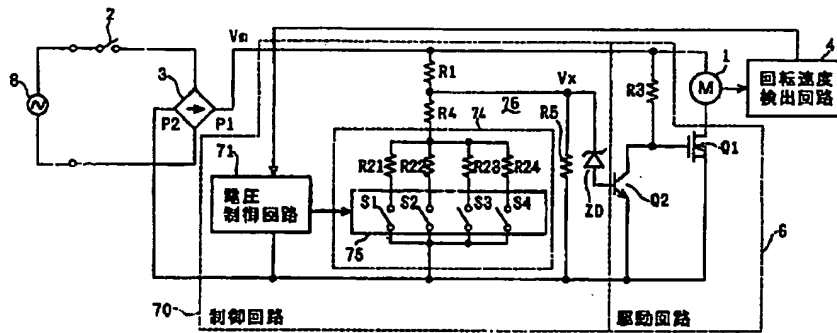 2
Vm
8
3
P2
P1
R1
R4
76
Vx
R3
1
M
4
回転速度
検出回路
74
R5
Q1
71
電圧
制御回路
R21
R22
R23
R24
ZD
Q2
S1
S2
S3
S4
75
6
70
制御回路
駆動回路